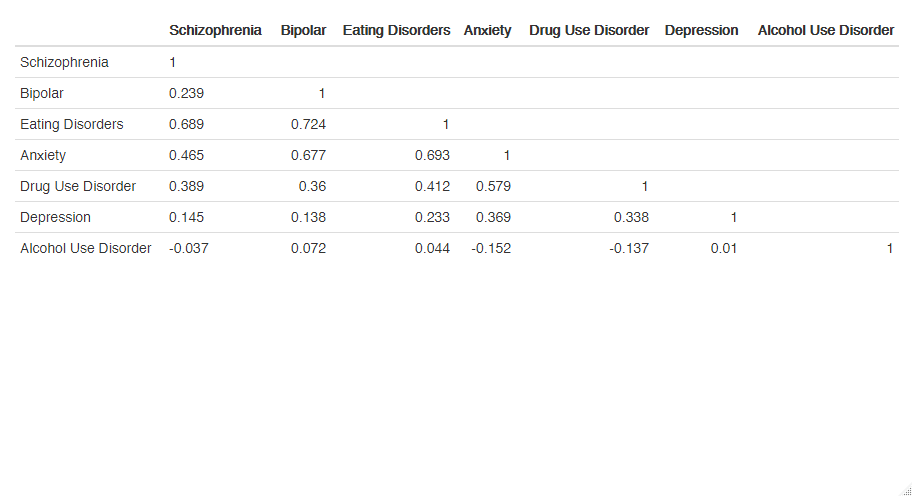 Schizophrenia Bipolar Eating Disorders Anxiety Drug Use Disorder Depression Alcohol Use Disorder
Schizophrenia 1
Bipolar 0.239 1
Eating Disorders 0.689 0.724 1
Anxiety 0.465 0.677 0.693 1
Drug Use Disorder 0.389 0.36 0.412 0.579 1
Depression 0.145 0.138 0.233 0.369 0.338 1
Alcohol Use Disorder -0.037 0.072 0.044 -0.152 -0.137 0.01 1